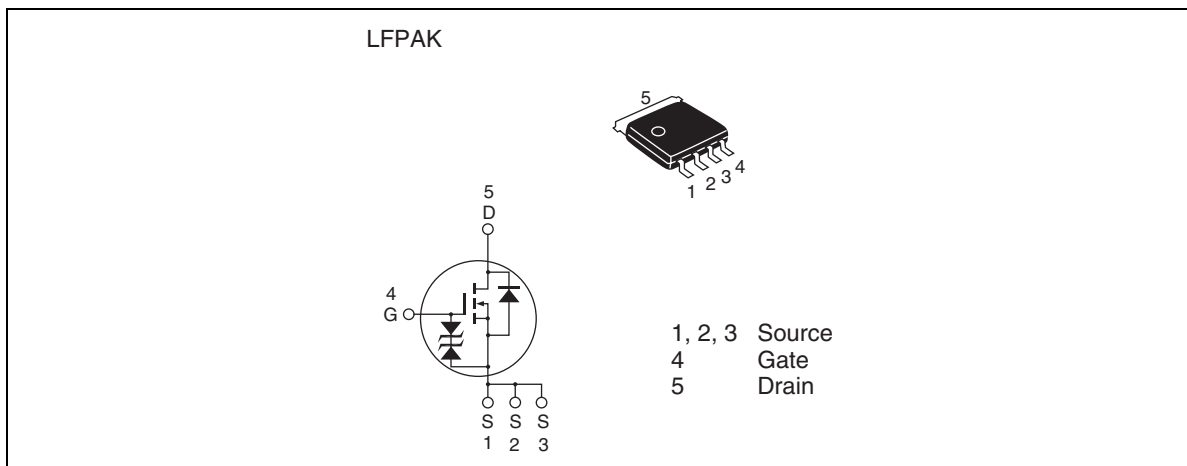 LFPAK
5
1 2 3 4
5
D
4
G
S S S
1 2 3
1, 2, 3 Source
4 Gate
5 Drain